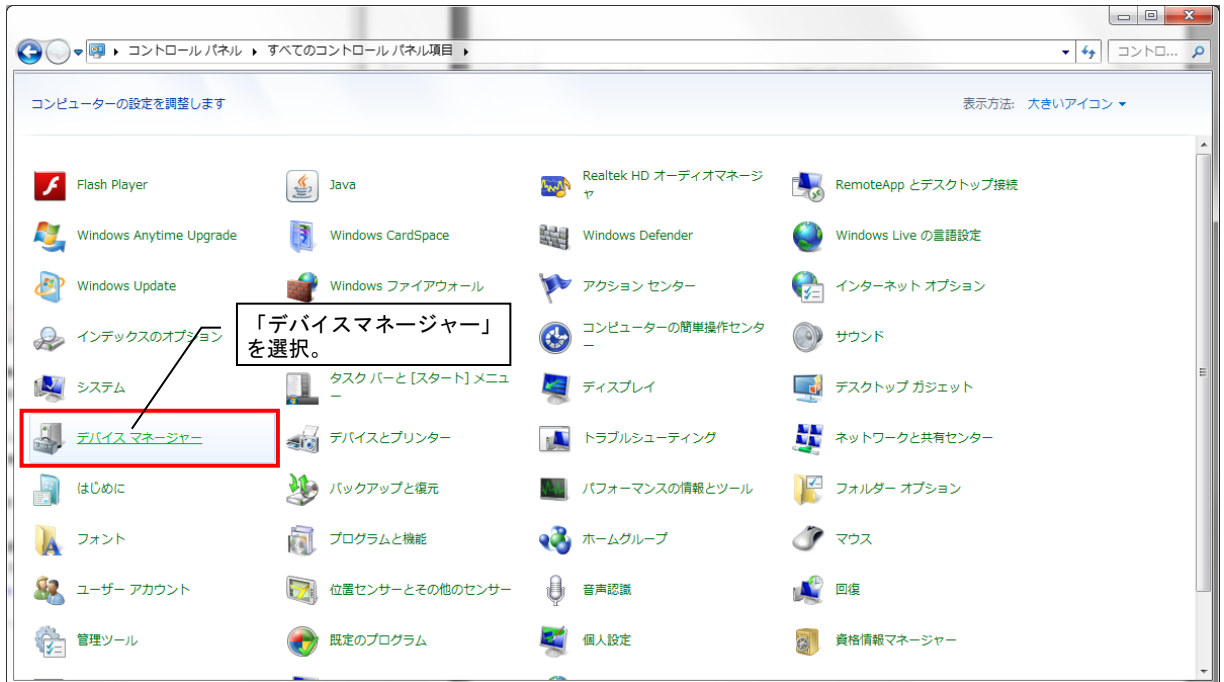 コントロール パネル ▸ すべてのコントロール パネル項目 ▸
コントロ...
コンピューターの設定を調整します
表示方法: 大きいアイコン
Flash Player
Java
Realtek HD オーディオマネージ
ャ
RemoteApp とデスクトップ接続
Windows Anytime Upgrade
Windows CardSpace
Windows Defender
Windows Live の言語設定
Windows Update
Windows ファイアウォール
アクション センター
インターネット オプション
インデックスのオプション
「デバイスマネージャー」
を選択。
コンピューターの簡単操作センタ
ー
サウンド
システム
タスク バーと [スタート] メニュ
ー
ディスプレイ
デスクトップ ガジェット
デバイス マネージャー
デバイスとプリンター
トラブルシューティング
ネットワークと共有センター
はじめに
バックアップと復元
パフォーマンスの情報とツール
フォルダー オプション
フォント
プログラムと機能
ホームグループ
マウス
ユーザー アカウント
位置センサーとその他のセンサー
音声認識
回復
管理ツール
既定のプログラム
個人設定
資格情報マネージャー